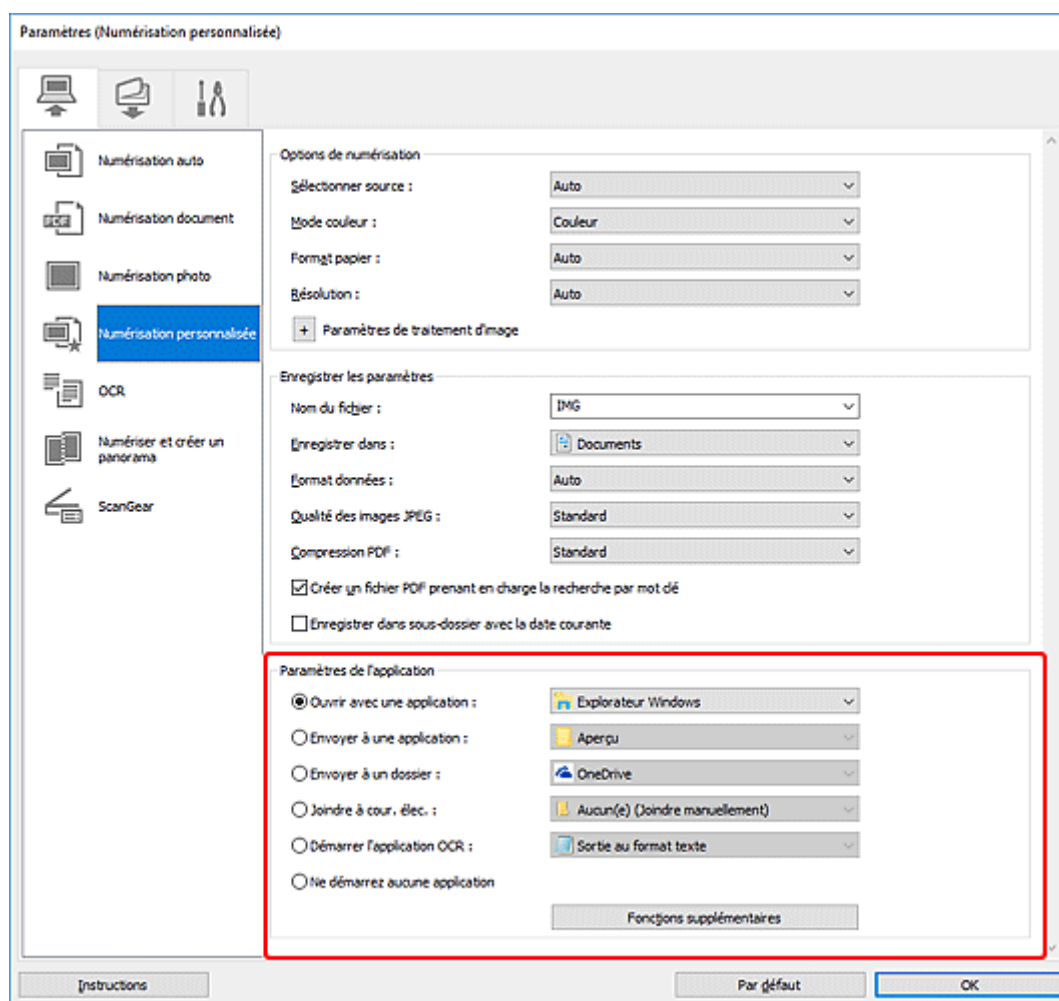 Paramètres (Numérisation personnalisée)
Numérisation auto
PDF
Numérisation document
Numérisation photo
Numérisation personnalisée
OCR
Numériser et créer un
panorama
ScanGear
Options de numérisation
Sélectionner source : Auto
Mode couleur : Couleur
Format papier : Auto
Résolution : Auto
+ Paramètres de traitement d'image
Enregistrer les paramètres
Nom du fichier : IMG
Enregistrer dans : Documents
Format données : Auto
Qualité des images JPEG : Standard
Compression PDF : Standard
Créer un fichier PDF prenant en charge la recherche par mot clé
Enregistrer dans sous-dossier avec la date courante
Paramètres de l'application
Ouvrir avec une application : Explorateur Windows
Envoyer à une application : Aperçu
Envoyer à un dossier : OneDrive
Joindre à cour. élec. : Aucun(e) (Joindre manuellement)
Démarrer l'application OCR : Sortie au format texte
Ne démarrez aucune application
Fonctions supplémentaires
Instructions
Par défaut
OK